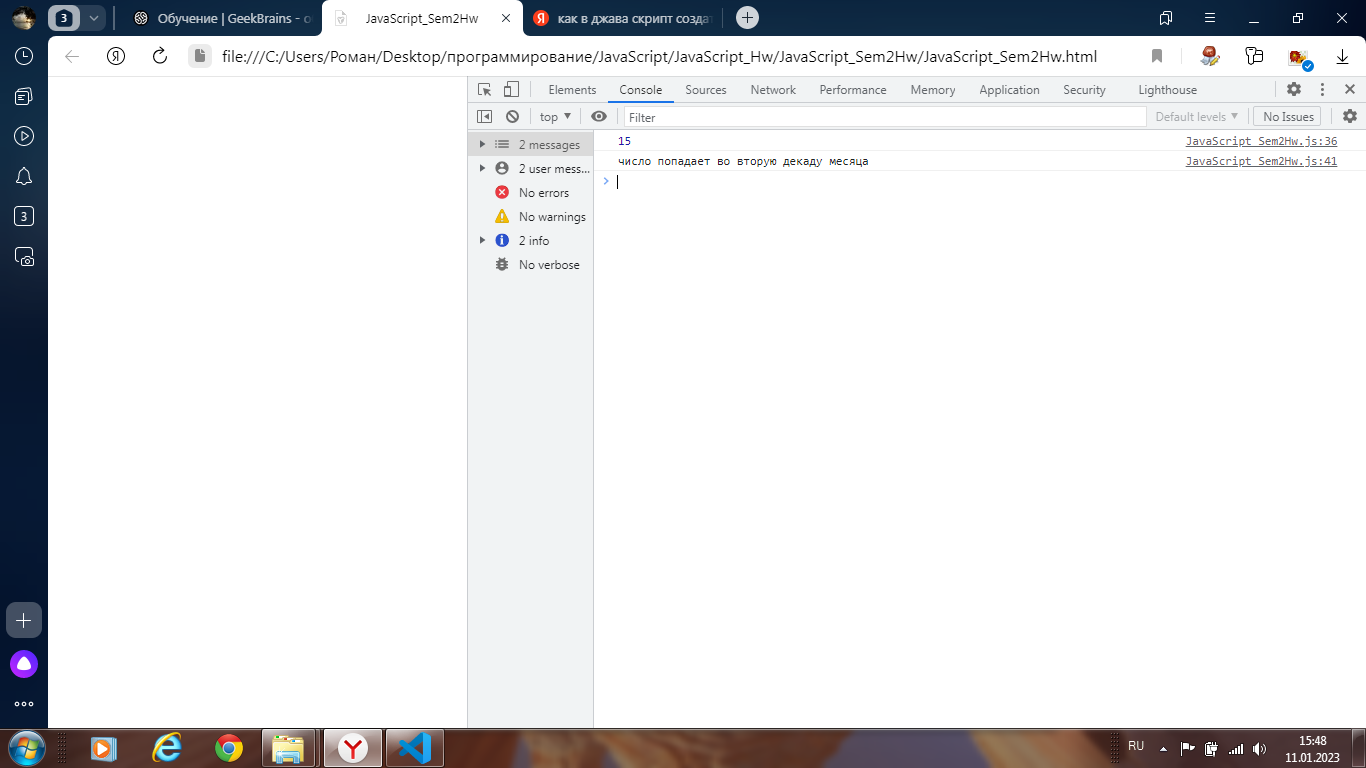 3
Обучение | GeekBrains - о
JavaScript_Sem2Hw
как в джава скрипт созда
file:///C:/Users/Роман/Desktop/программирование/JavaScript/JavaScript_Hw/JavaScript_Sem2Hw/JavaScript_Sem2Hw.html
Elements Console Sources Network Performance Memory Application Security Lighthouse
top Filter Default levels No Issues
2 messages
2 user mess...
No errors
No warnings
2 info
No verbose
15 JavaScript_Sem2Hw.js:36
число попадает во вторую декаду месяца JavaScript_Sem2Hw.js:41
3
RU
15:48
11.01.2023